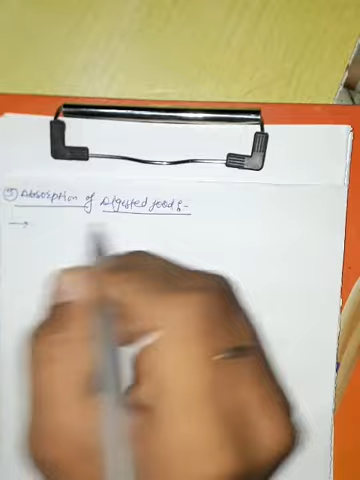 ⑤ Absorption of Digested food :-
→